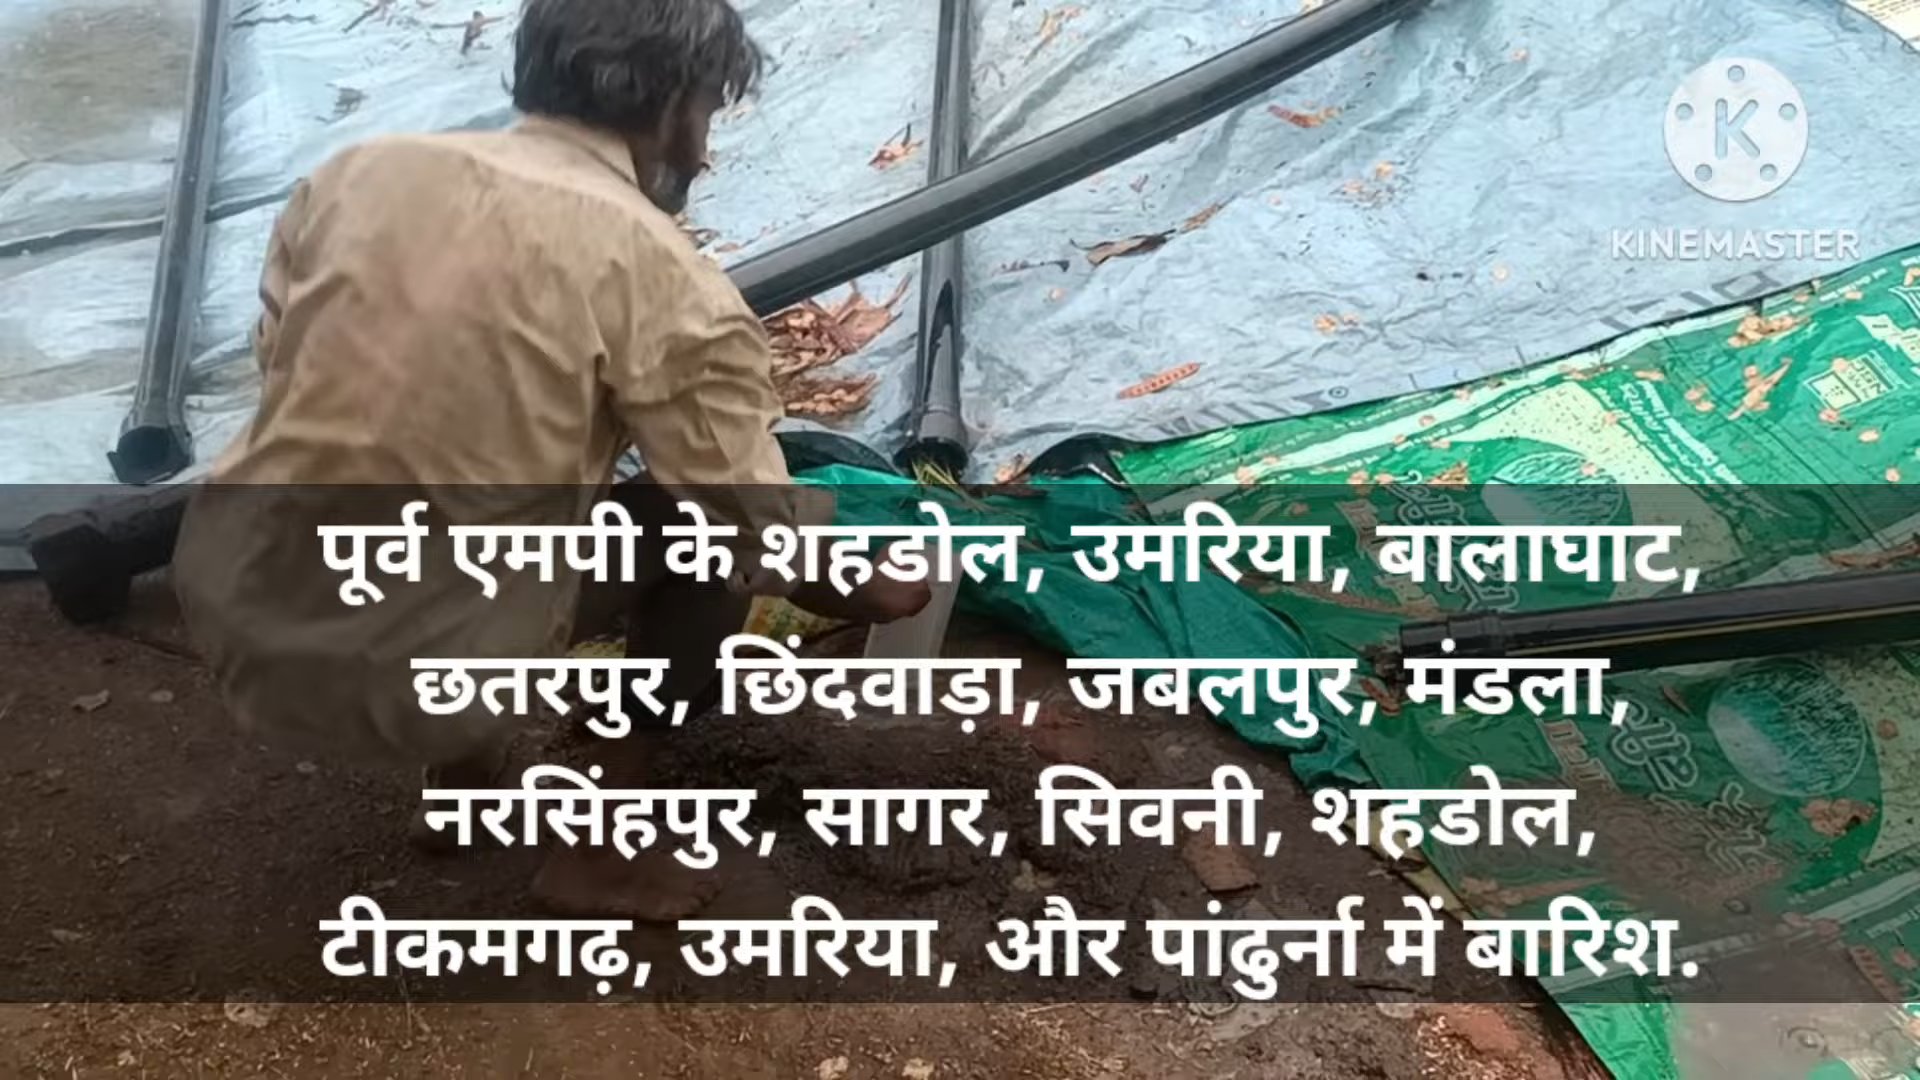 KINEMASTER
पूर्व एमपी के शहडोल, उमरिया, बालाघाट,
छतरपुर, छिंदवाड़ा, जबलपुर, मंडला,
नरसिंहपुर, सागर, सिवनी, शहडोल,
टीकमगढ़, उमरिया, और पांढुर्ना में बारिश.